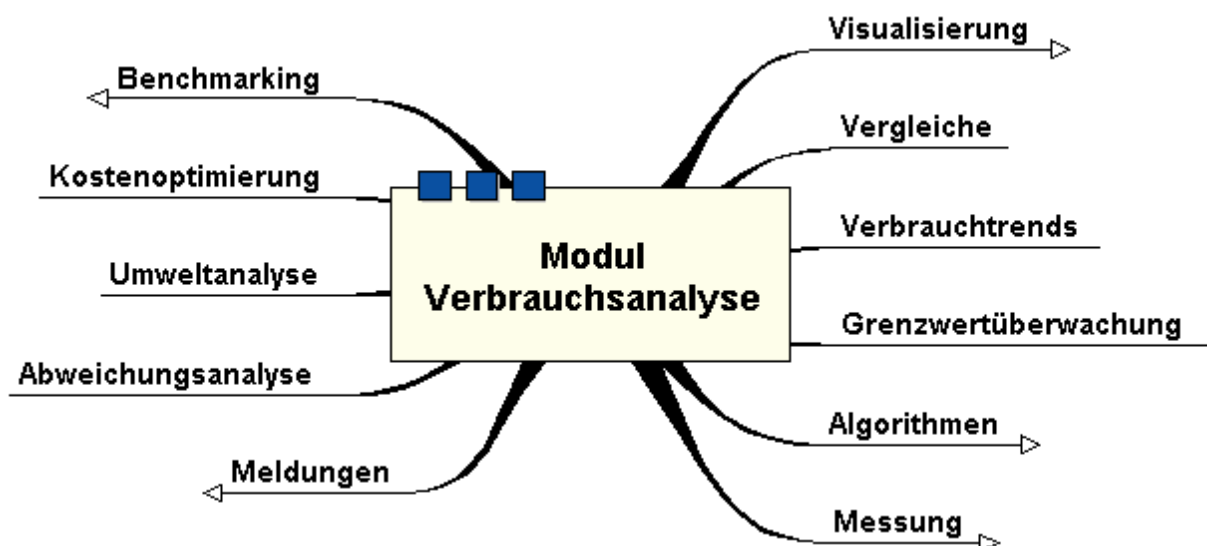 Visualisierung
Benchmarking
Vergleiche
Kostenoptimierung
Verbrauchtrends
Modul
Verbrauchsanalyse
Umweltanalyse
Grenzwertüberwachung
Abweichungsanalyse
Algorithmen
Meldungen
Messung